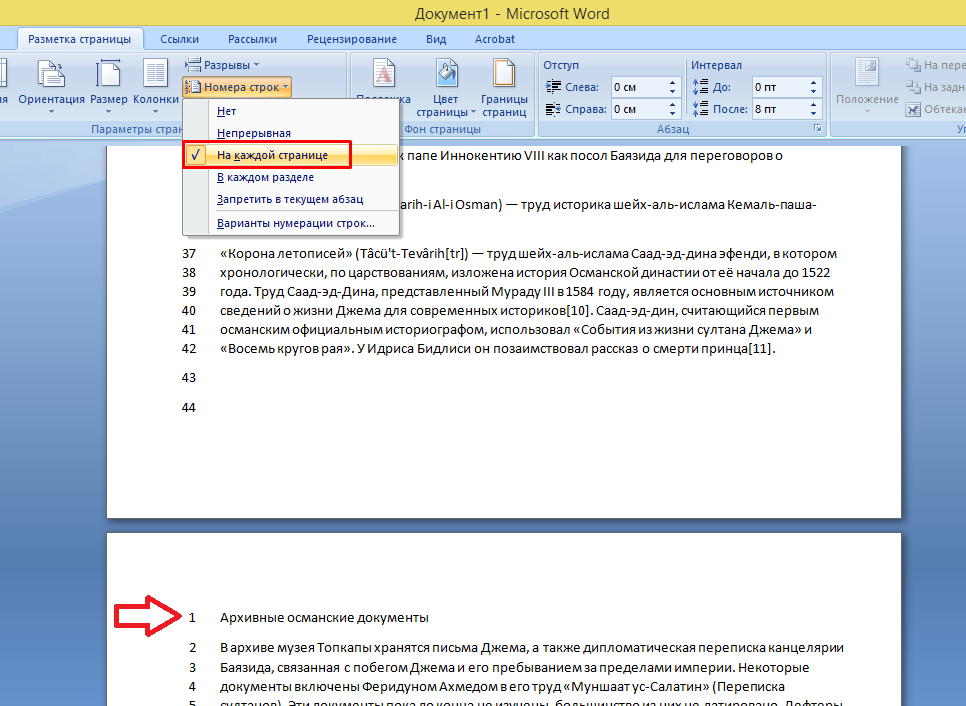 Документ1 - Microsoft Word
Разметка страницы Ссылки Рассылки Рецензирование Вид Acrobat
Разрывы
Номера строк
Ориентация Размер Колонки
Параметры стран
Нет
Непрерывная
На каждой странице
В каждом разделе
Запретить в текущем абзац
Варианты нумерации строк...
Цвет страницы
Границы страниц
Фон страницы
Отступ
Слева: 0 см
Справа: 0 см
Интервал
До: 0 пт
После: 8 пт
Абзац
Положение
На пере
На задн
Обтекан
к папе Иннокентию VIII как посол Баязида для переговоров о
arih-i Al-i Osman) — труд историка шейх-аль-ислама Кемаль-паша-
37 «Корона летописей» (Tâcü't-Tevârih[tr]) — труд шейх-аль-ислама Саад-эд-дина эфенди, в котором
38 хронологически, по царствованиям, изложена история Османской династии от её начала до 1522
39 года. Труд Саад-эд-Дина, представленный Мураду III в 1584 году, является основным источником
40 сведений о жизни Джема для современных историков[10]. Саад-эд-дин, считающийся первым
41 османским официальным историографом, использовал «События из жизни султана Джема» и
42 «Восемь кругов рая». У Идриса Бидлиси он позаимствовал рассказ о смерти принца[11].
43
44
1 Архивные османские документы
2 В архиве музея Топкапы хранятся письма Джема, а также дипломатическая переписка канцелярии
3 Баязида, связанная с побегом Джема и его пребыванием за пределами империи. Некоторые
4 документы включены Феридуном Ахмедом в его труд «Муншаат ус-Салатин» (Переписка
5 султанов). Эти документы пока до конца не изучены, большинство из них не датировано. Дефтеры